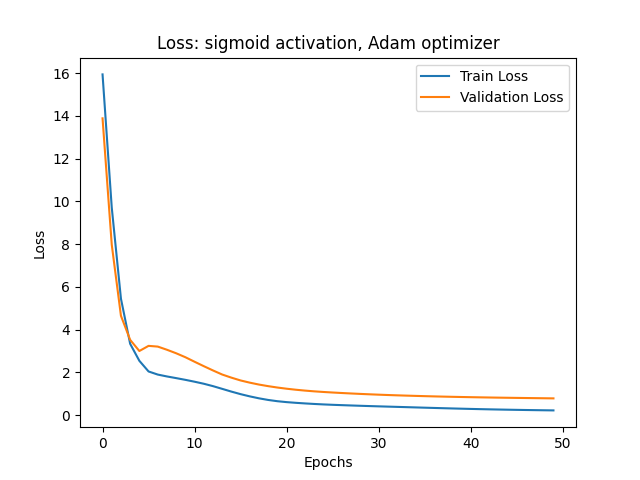 Loss: sigmoid activation, Adam optimizer
Train Loss
Validation Loss
16
14
12
10
8
6
4
2
0
Loss
0 10 20 30 40 50
Epochs